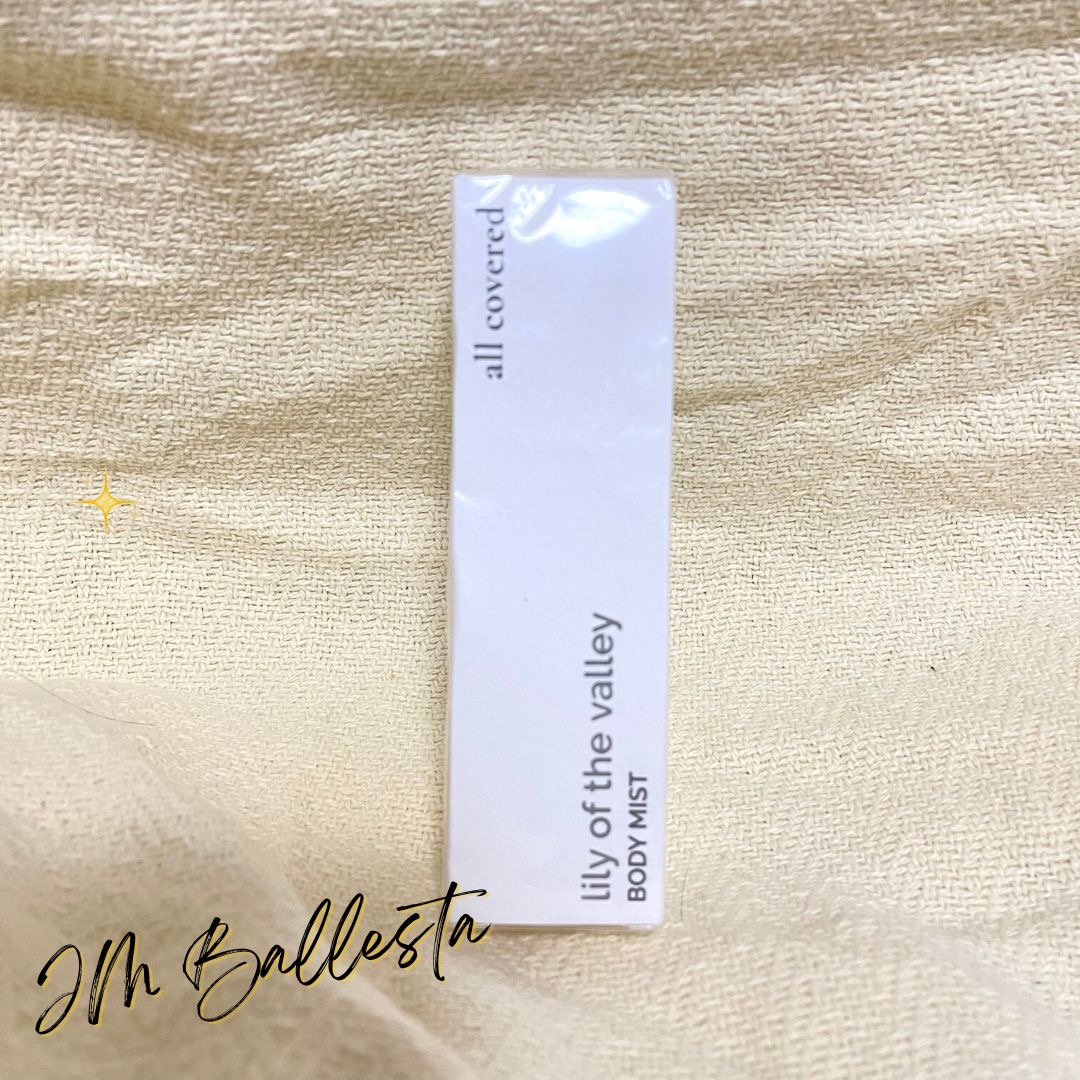 all covered
lily of the valley
BODY MIST
JM Ballesta